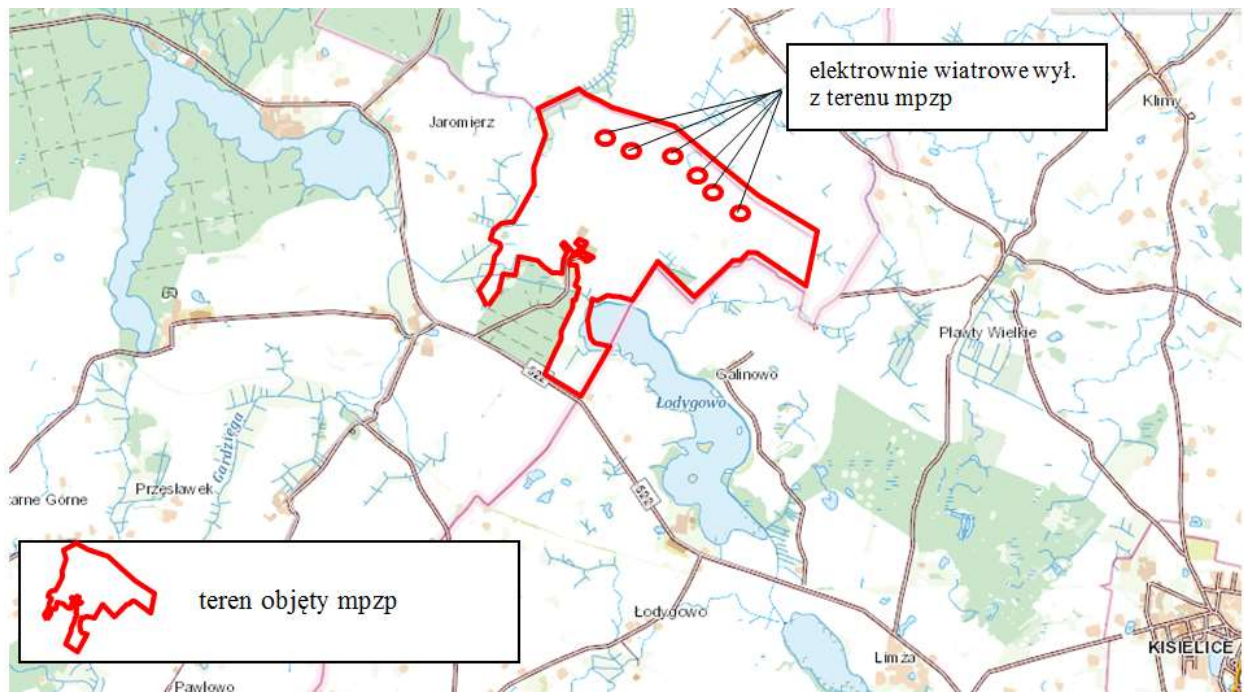 elektrownie wiatrowe wył.
z terenu mpzp
Klimy
Jaromierz
Pławty Wielkie
522
Galinowo
Łodygowo
Gardzięga
522
Przęsławek
arne Górne
teren objęty mpzp
Łodygowo
KISIELICE
Limża
Pawłowo